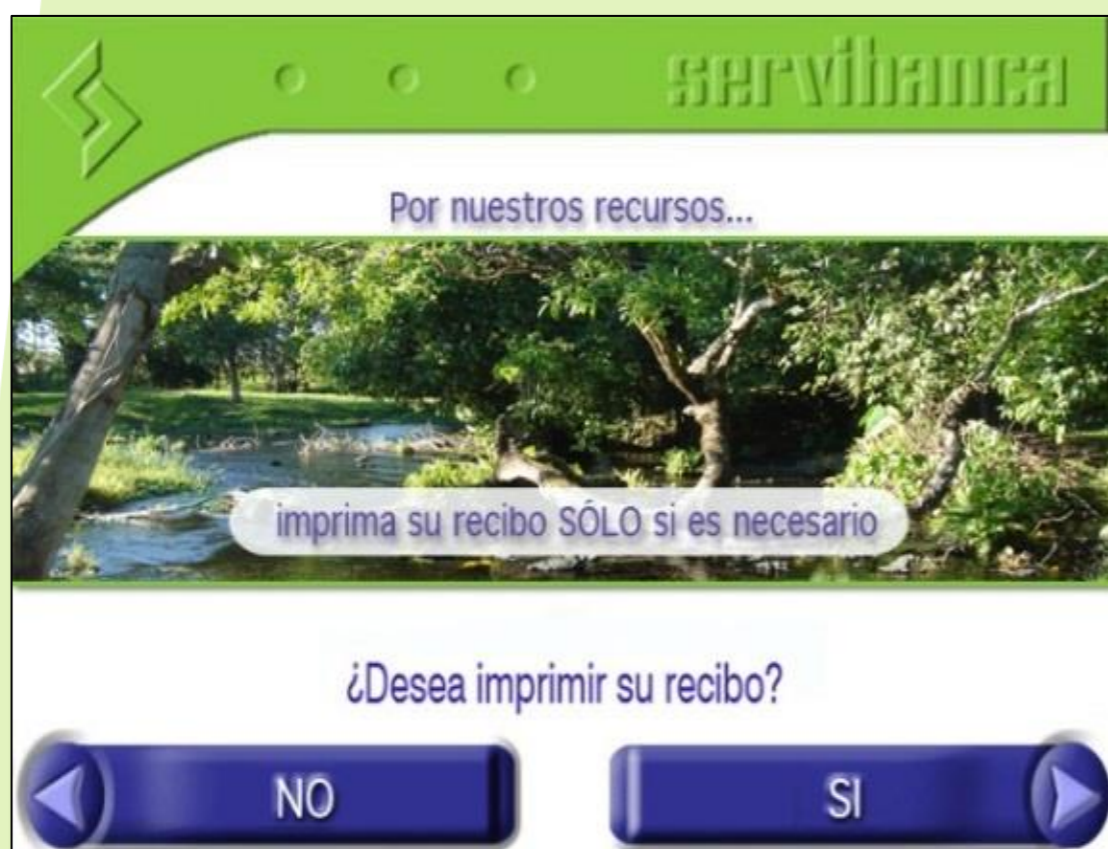 servibanca
Por nuestros recursos...
imprima su recibo SÓLO si es necesario
¿Desea imprimir su recibo?
NO
SI